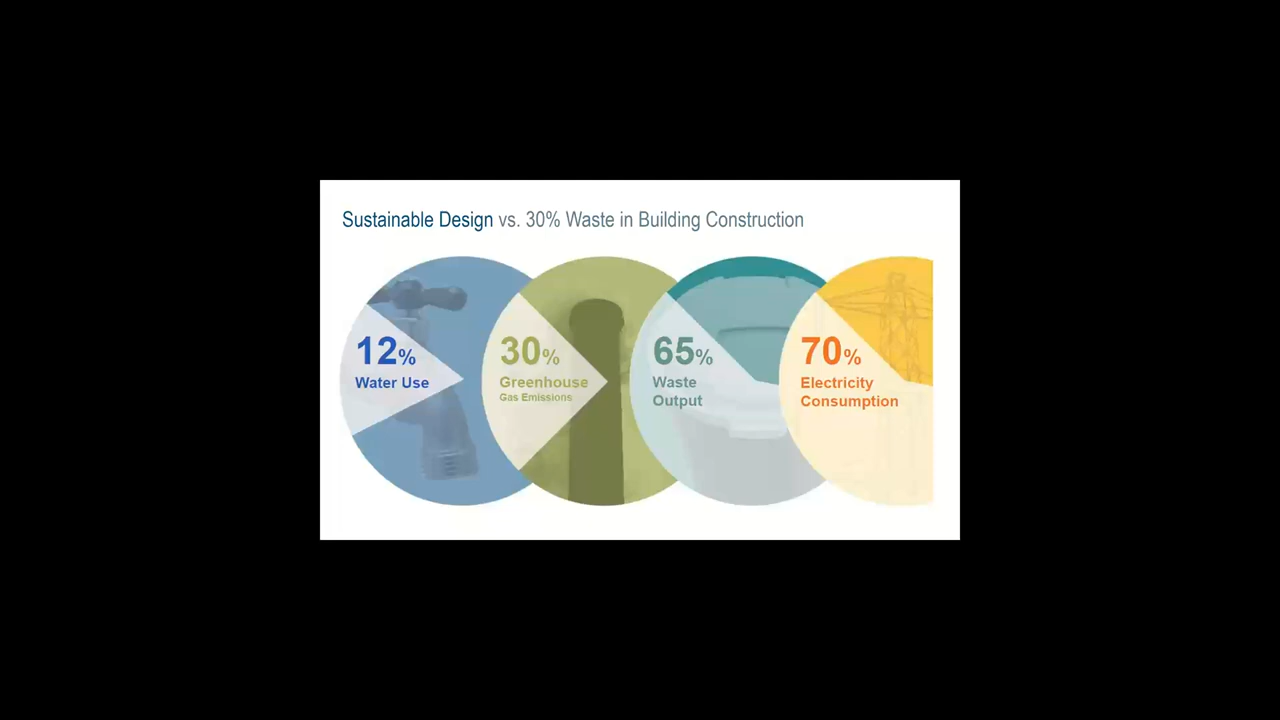 Sustainable Design vs. 30% Waste in Building Construction
12%
Water Use
30%
Greenhouse
Gas Emissions
65%
Waste
Output
70%
Electricity
Consumption